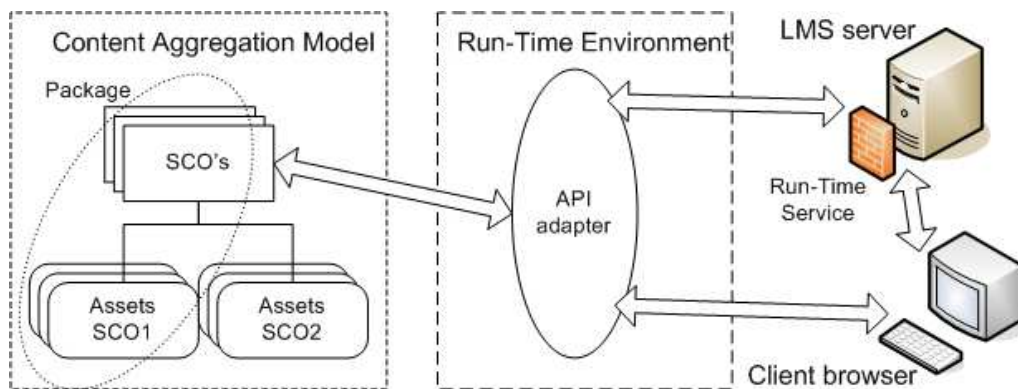 Content Aggregation Model
Package
SCO's
Assets
SCO1
Assets
SCO2
Run-Time Environment
API
adapter
LMS server
Run-Time
Service
Client browser